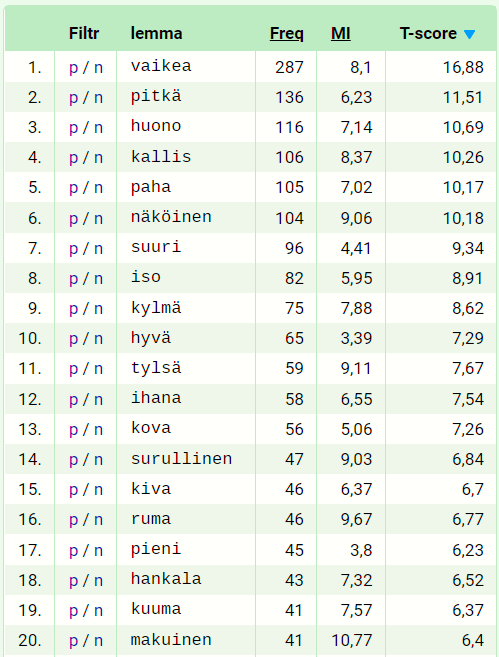 Filtr lemma Freq MI T-score
1. p / n vaikea 287 8,1 16,88
2. p / n pitkä 136 6,23 11,51
3. p / n huono 116 7,14 10,69
4. p / n kallis 106 8,37 10,26
5. p / n paha 105 7,02 10,17
6. p / n näköinen 104 9,06 10,18
7. p / n suuri 96 4,41 9,34
8. p / n iso 82 5,95 8,91
9. p / n kylmä 75 7,88 8,62
10. p / n hyvä 65 3,39 7,29
11. p / n tylsä 59 9,11 7,67
12. p / n ihana 58 6,55 7,54
13. p / n kova 56 5,06 7,26
14. p / n surullinen 47 9,03 6,84
15. p / n kiva 46 6,37 6,7
16. p / n ruma 46 9,67 6,77
17. p / n pieni 45 3,8 6,23
18. p / n hankala 43 7,32 6,52
19. p / n kuuma 41 7,57 6,37
20. p / n makuinen 41 10,77 6,4